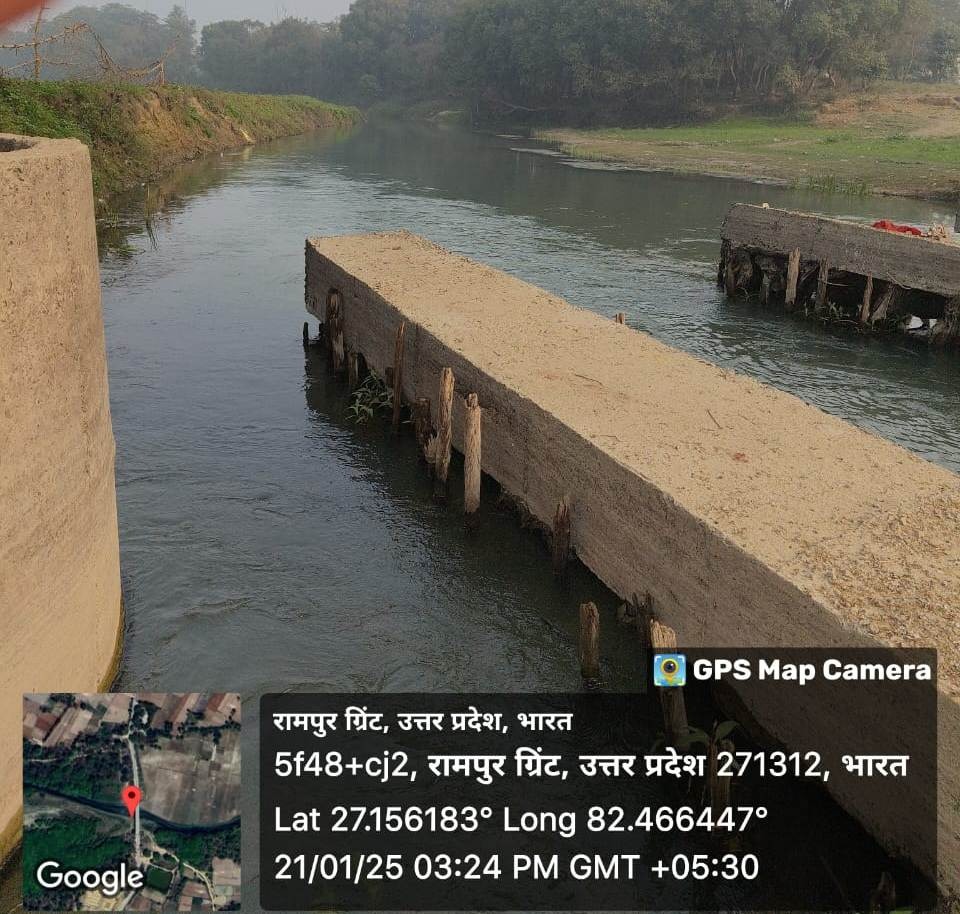 GPS Map Camera
रामपुर ग्रिंट, उत्तर प्रदेश, भारत
5f48+cj2, रामपुर ग्रिंट, उत्तर प्रदेश 271312, भारत
Lat 27.156183° Long 82.466447°
21/01/25 03:24 PM GMT +05:30
Google